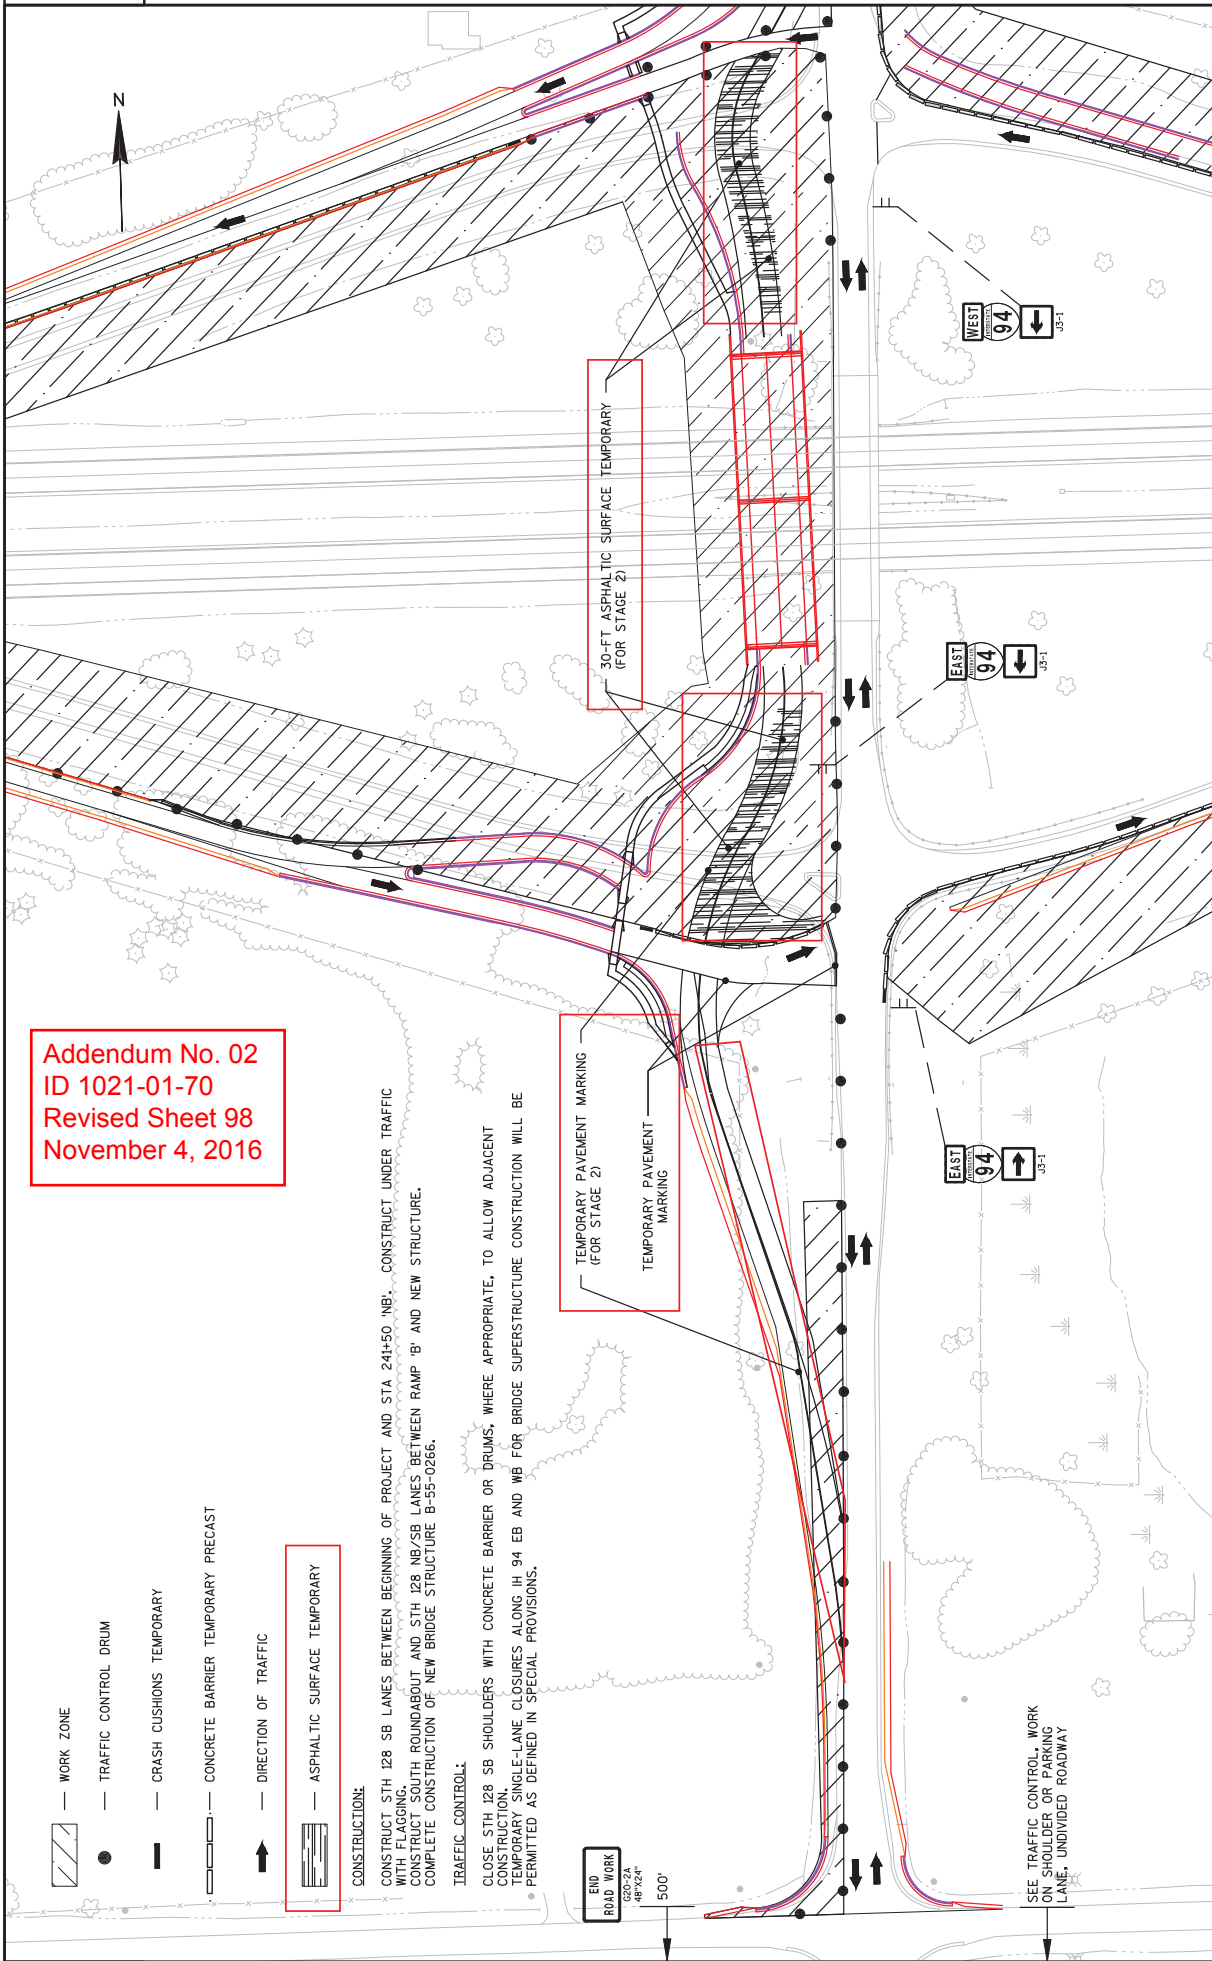 N
Addendum No. 02
ID 1021-01-70
Revised Sheet 98
November 4, 2016
WORK ZONE
TRAFFIC CONTROL DRUM
CRASH CUSHIONS TEMPORARY
CONCRETE BARRIER TEMPORARY PRECAST
DIRECTION OF TRAFFIC
ASPHALTIC SURFACE TEMPORARY
CONSTRUCTION:
CONSTRUCT STH 128 SB LANES BETWEEN BEGINNING OF PROJECT AND STA 241+50 'NB'. CONSTRUCT UNDER TRAFFIC
WITH FLAGGING.
CONSTRUCT SOUTH ROUNDABOUT AND STH 128 NB/SB LANES BETWEEN RAMP 'B' AND NEW STRUCTURE.
COMPLETE CONSTRUCTION OF NEW BRIDGE STRUCTURE B-55-0266.
TRAFFIC CONTROL:
CLOSE STH 128 SB SHOULDERS WITH CONCRETE BARRIER OR DRUMS, WHERE APPROPRIATE, TO ALLOW ADJACENT
CONSTRUCTION.
TEMPORARY SINGLE-LANE CLOSURES ALONG IH 94 EB AND WB FOR BRIDGE SUPERSTRUCTURE CONSTRUCTION WILL BE
PERMITTED AS DEFINED IN SPECIAL PROVISIONS.
END
ROAD WORK
G20-2A
48"X24"
500'
TEMPORARY PAVEMENT MARKING
(FOR STAGE 2)
TEMPORARY PAVEMENT
MARKING
30-FT ASPHALTIC SURFACE TEMPORARY
(FOR STAGE 2)
WEST
INTERSTATE
94
J3-1
EAST
INTERSTATE
94
J3-1
EAST
INTERSTATE
94
J3-1
SEE TRAFFIC CONTROL, WORK
ON SHOULDER OR PARKING
LANE, UNDIVIDED ROADWAY